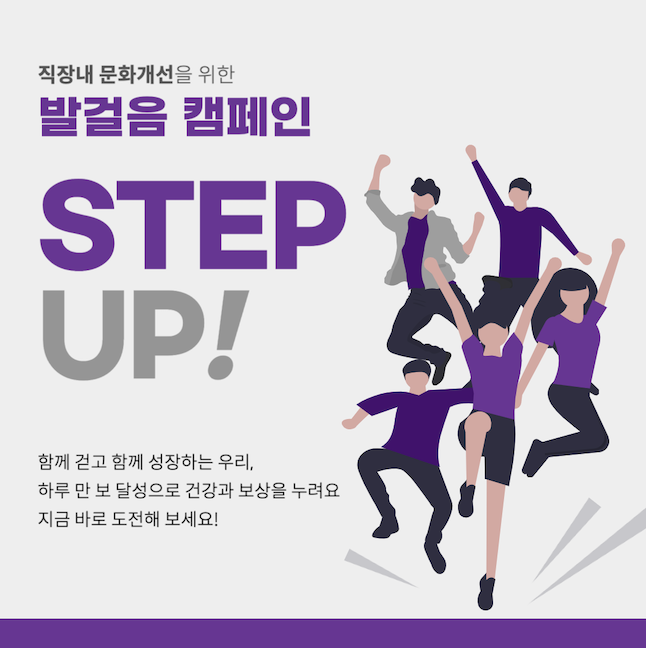 직장내 문화개선을 위한
발걸음 캠페인
STEP
UP!
함께 걷고 함께 성장하는 우리,
하루 만 보 달성으로 건강과 보상을 누려요
지금 바로 도전해 보세요!